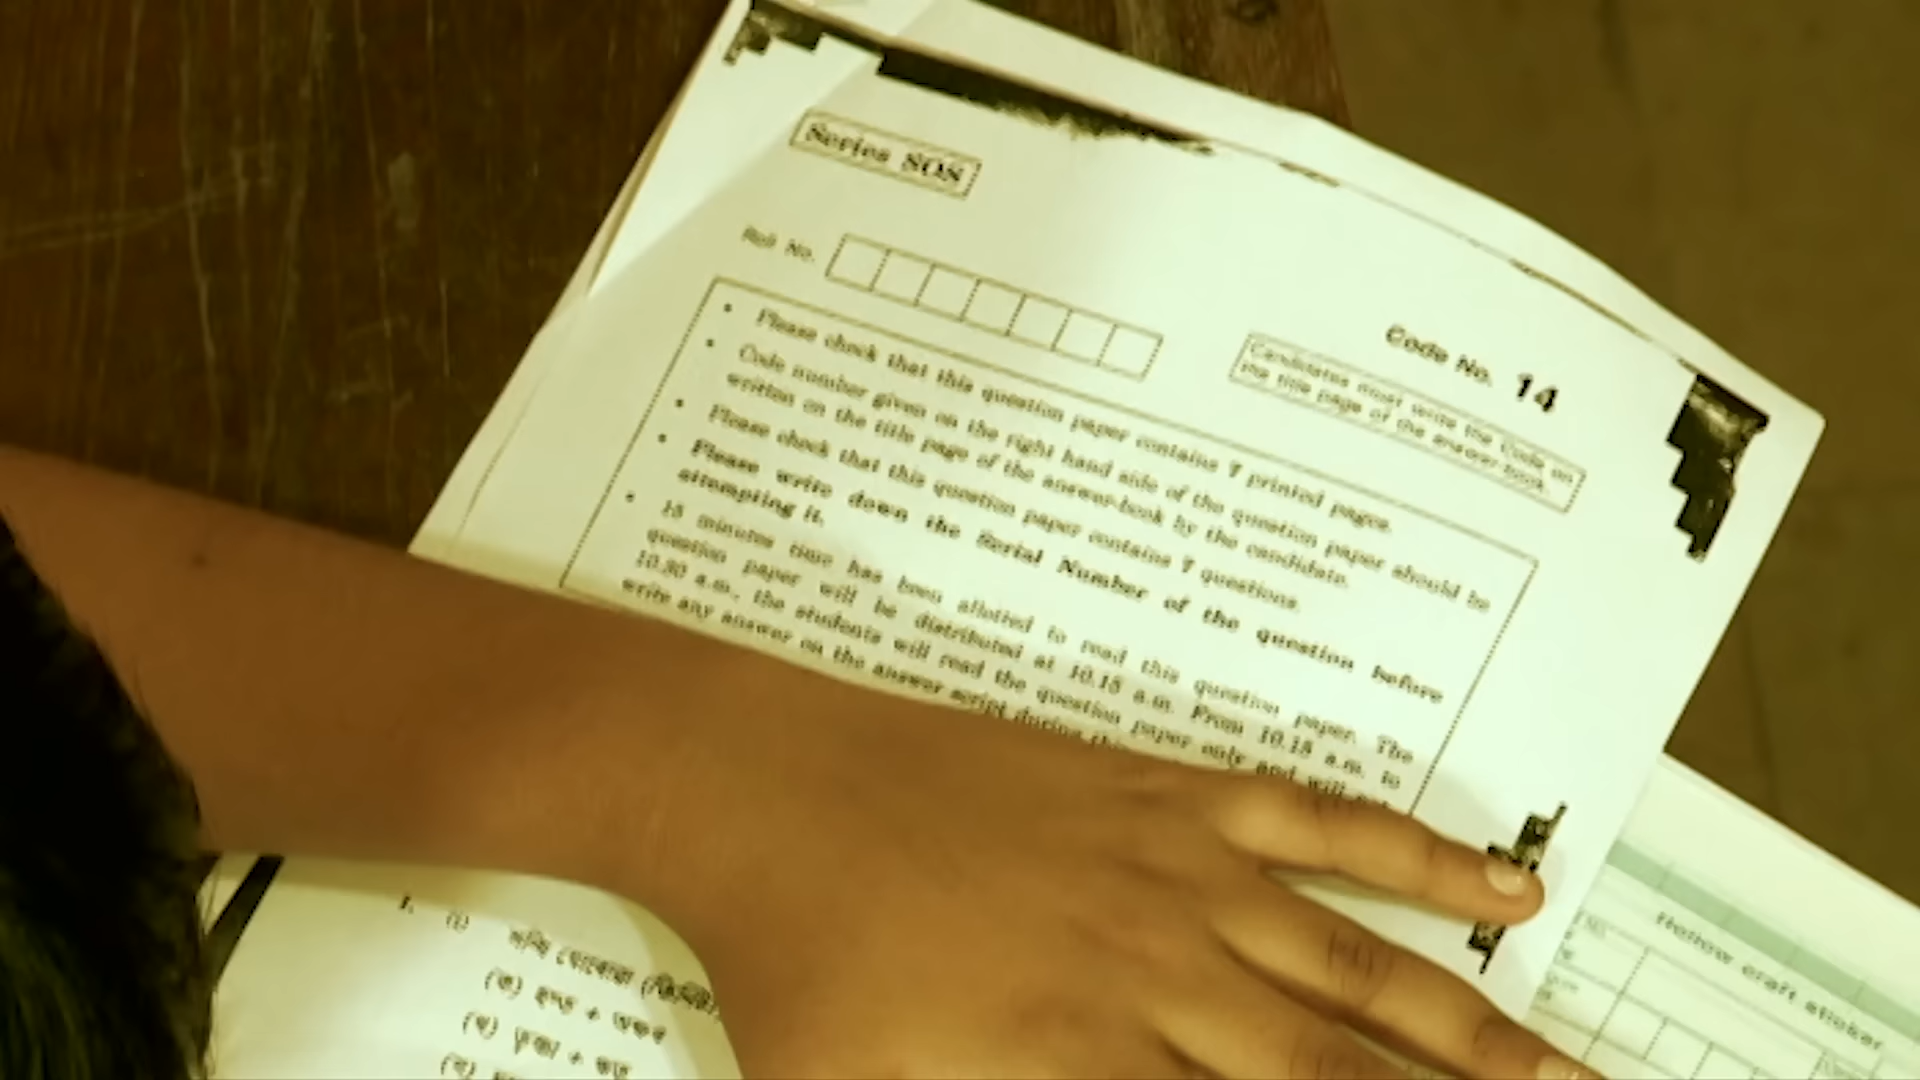 Series SOS
Roll No.
Code No. 14
Candidates must write the Code on
the title page of the answer-book.
• Please check that this question paper contains 7 printed pages.
• Code number given on the right hand side of the question paper should be
written on the title page of the answer-book by the candidate.
• Please check that this question paper contains 7 questions.
• Please write down the Serial Number of the question before
attempting it.
• 15 minutes time has been allotted to read this question paper. The
question paper will be distributed at 10.15 a.m. From 10.15 a.m. to
10.30 a.m., the students will read the question paper only and will not
write any answer on the answer script during this
1. (i)
(क)
(ख)
craft sticker